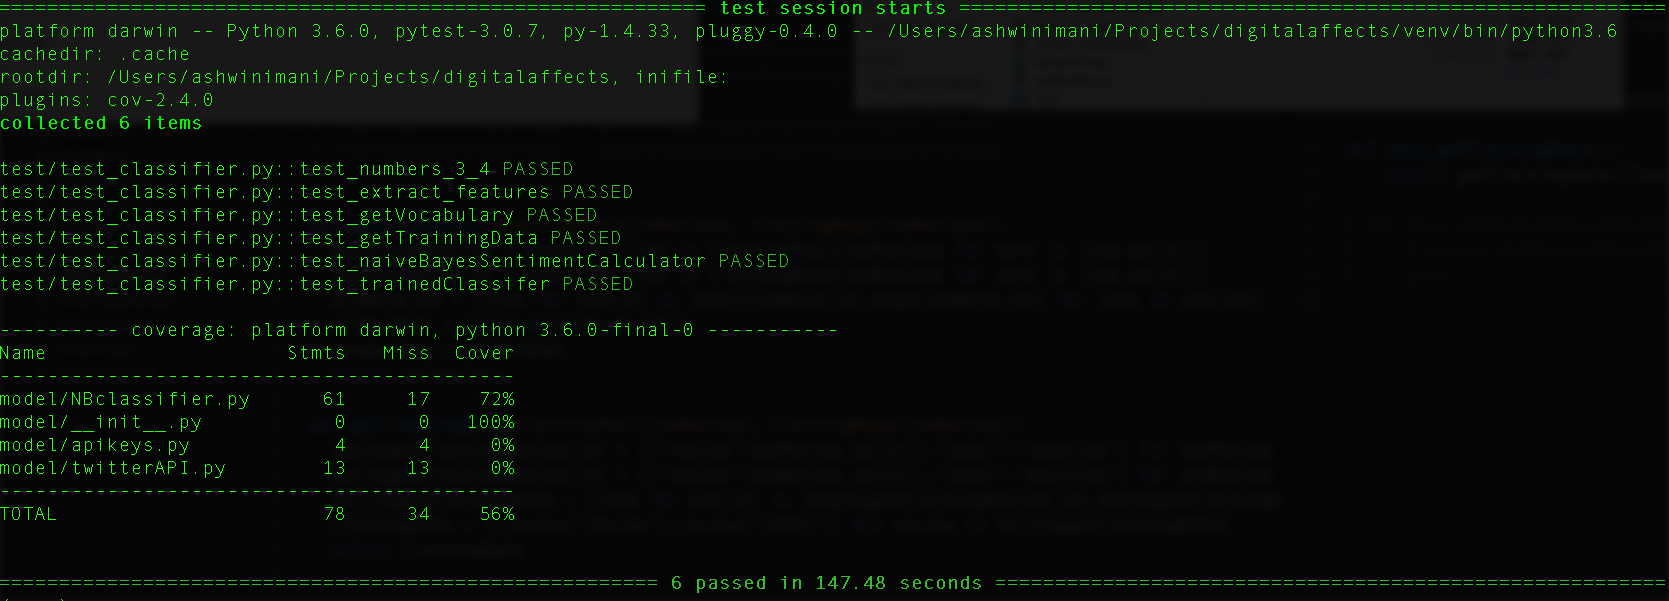 ======================== test session starts ========================
platform darwin -- Python 3.6.0, pytest-3.0.7, py-1.4.33, pluggy-0.4.0 -- /Users/ashwinimani/Projects/digitalaffects/venv/bin/python3.6
cachedir: .cache
rootdir: /Users/ashwinimani/Projects/digitalaffects, inifile:
plugins: cov-2.4.0
collected 6 items
test/test_classifier.py::test_numbers_3_4 PASSED
test/test_classifier.py::test_extract_features PASSED
test/test_classifier.py::test_getVocabulary PASSED
test/test_classifier.py::test_getTrainingData PASSED
test/test_classifier.py::test_naiveBayesSentimentCalculator PASSED
test/test_classifier.py::test_trainedClassifer PASSED
---------- coverage: platform darwin, python 3.6.0-final-0 -----------
Name                    Stmts   Miss  Cover
-------------------------------------------
model/NBclassifier.py      61     17    72%
model/__init__.py           0      0   100%
model/apikeys.py            4      4     0%
model/twitterAPI.py        13     13     0%
-------------------------------------------
TOTAL                      78     34    56%
======================== 6 passed in 147.48 seconds ========================